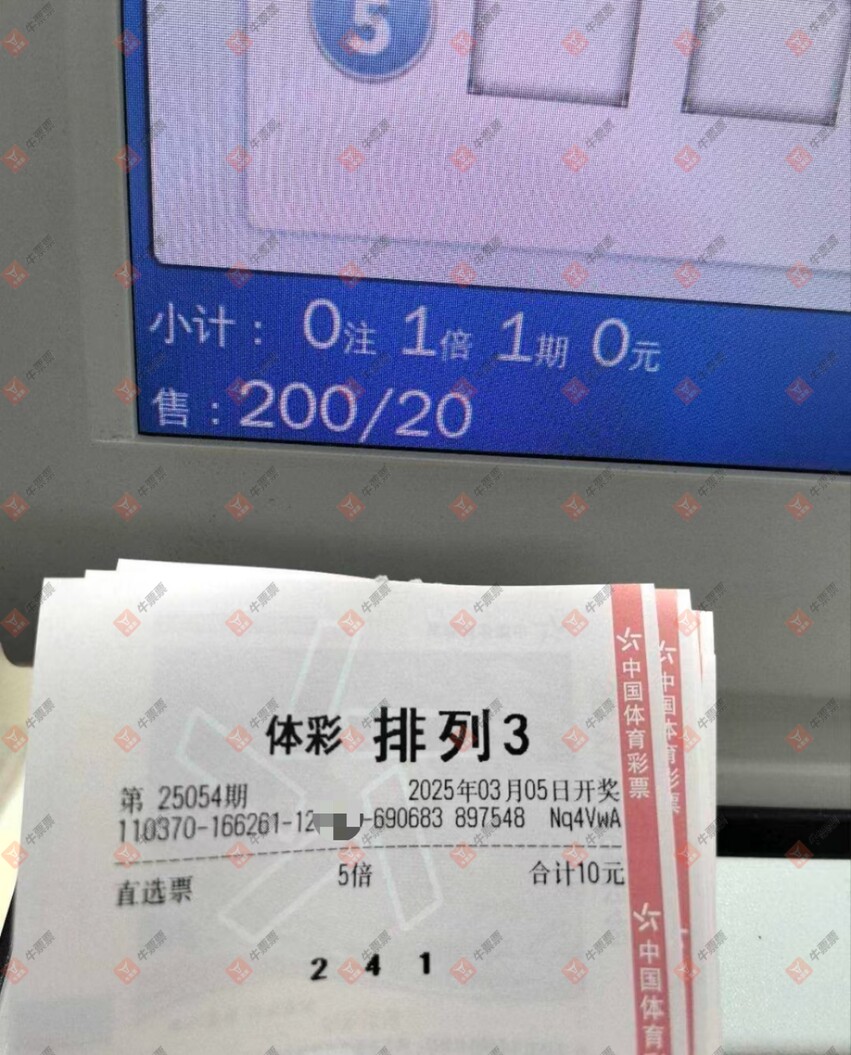 5
小计： 0注 1倍 1期 0元
售：200/20
体彩 排列3
第 25054期 2025年03月05日开奖
110370-166261-12 -690683 897548 Nq4VwA
直选票 5倍 合计10元
2 4 1
中国体育彩票
中国体育
中国体育彩票
牛票票